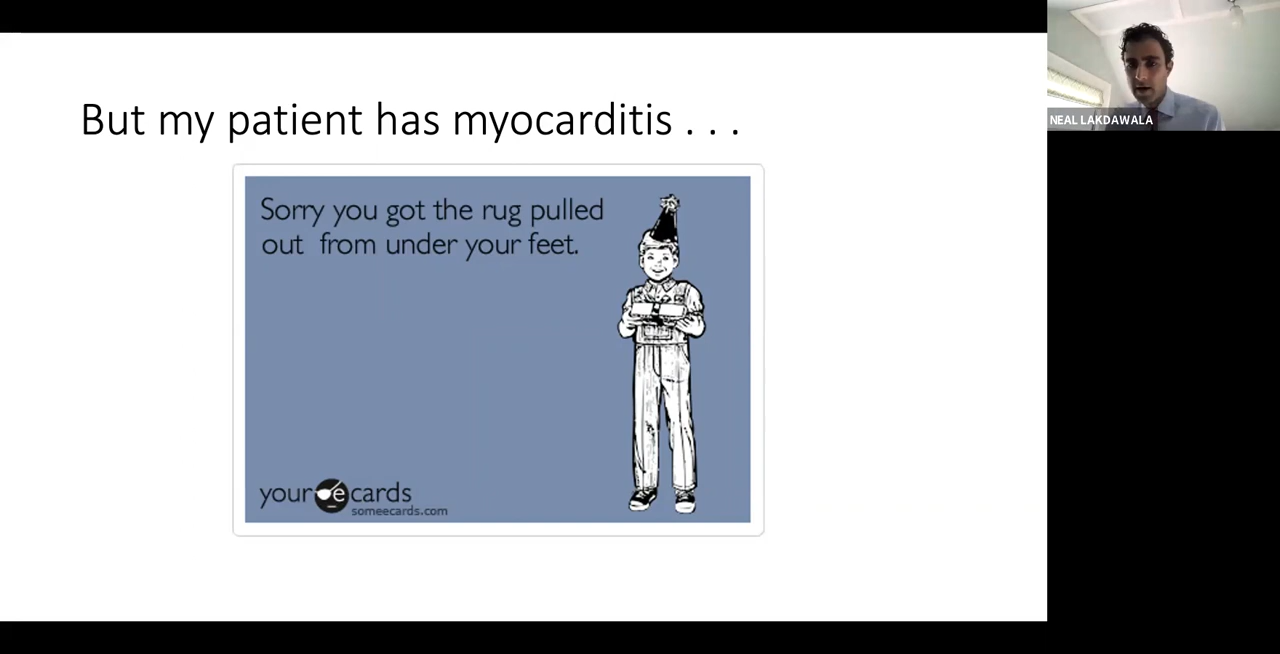 But my patient has myocarditis . . .
Sorry you got the rug pulled
out from under your feet.
your e cards
someecards.com
NEAL LAKDAWALA